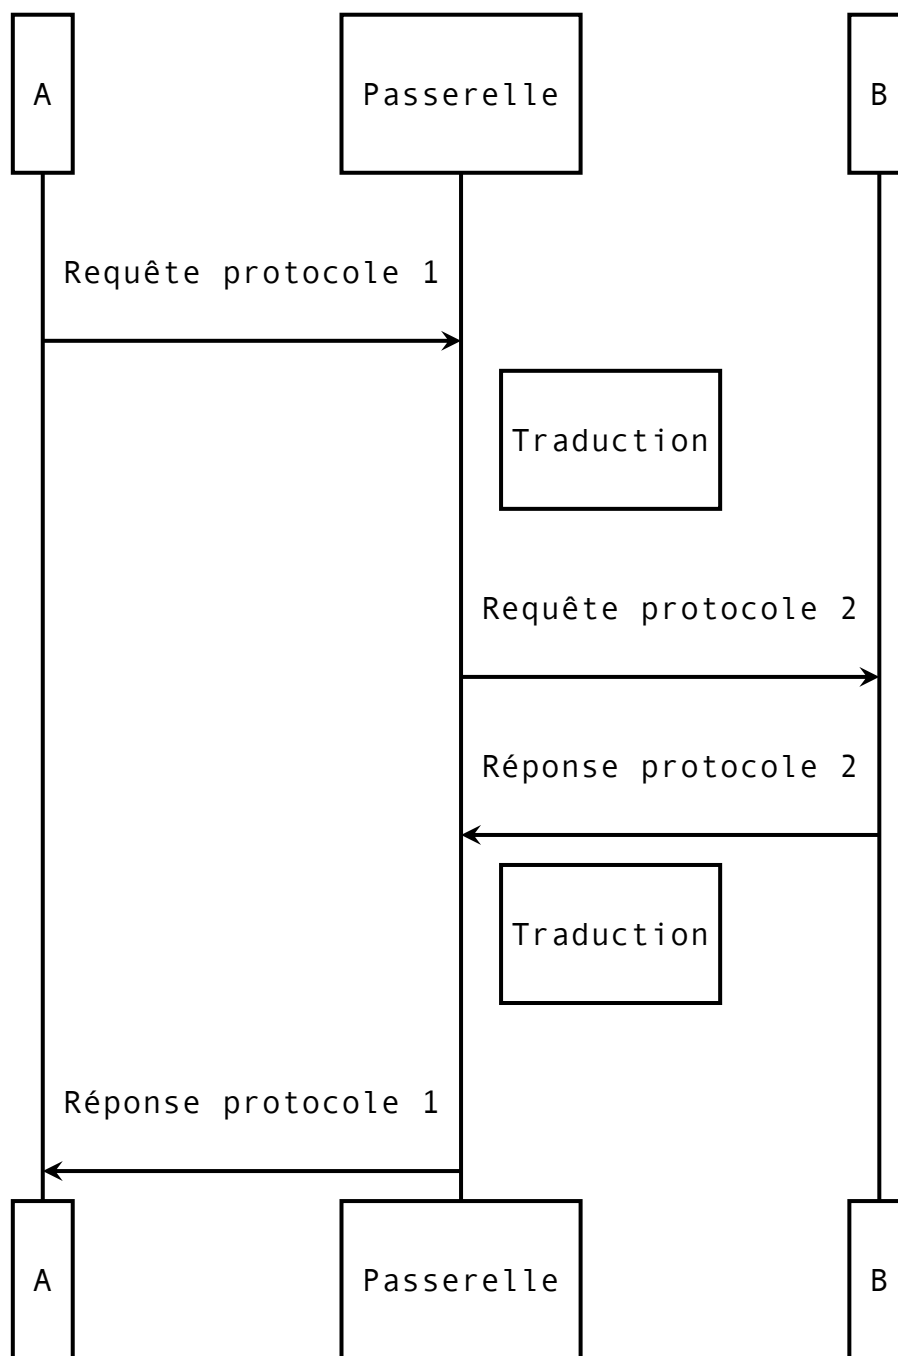 A
Passerelle
B
Requête protocole 1
Traduction
Requête protocole 2
Réponse protocole 2
Traduction
Réponse protocole 1
A
Passerelle
B